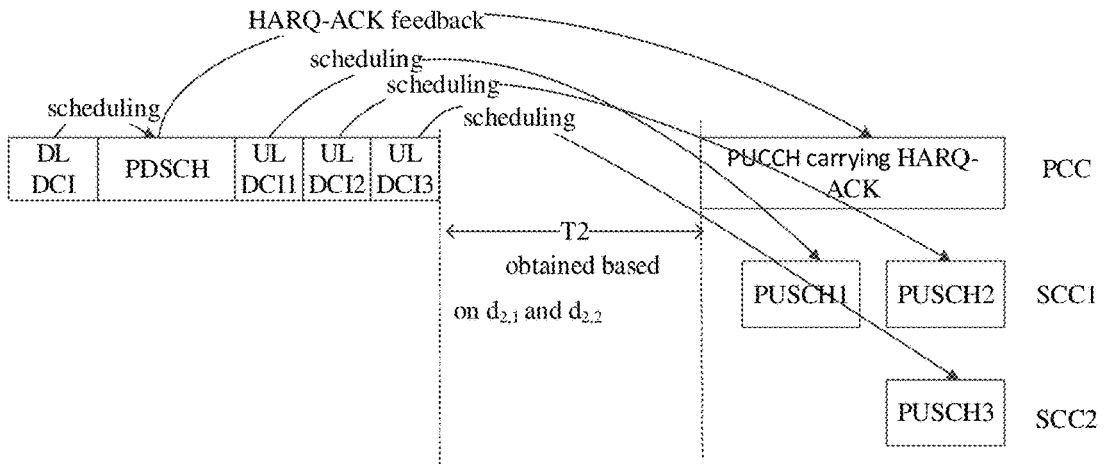 HARQ-ACK feedback
scheduling
scheduling
scheduling
scheduling
DL
DCI
PDSCH
UL
DCI1
UL
DCI2
UL
DCI3
PUCCH carrying HARQ-
ACK
PCC
T2
obtained based
on d2,1 and d2,2
PUSCH1
PUSCH2
SCC1
PUSCH3
SCC2